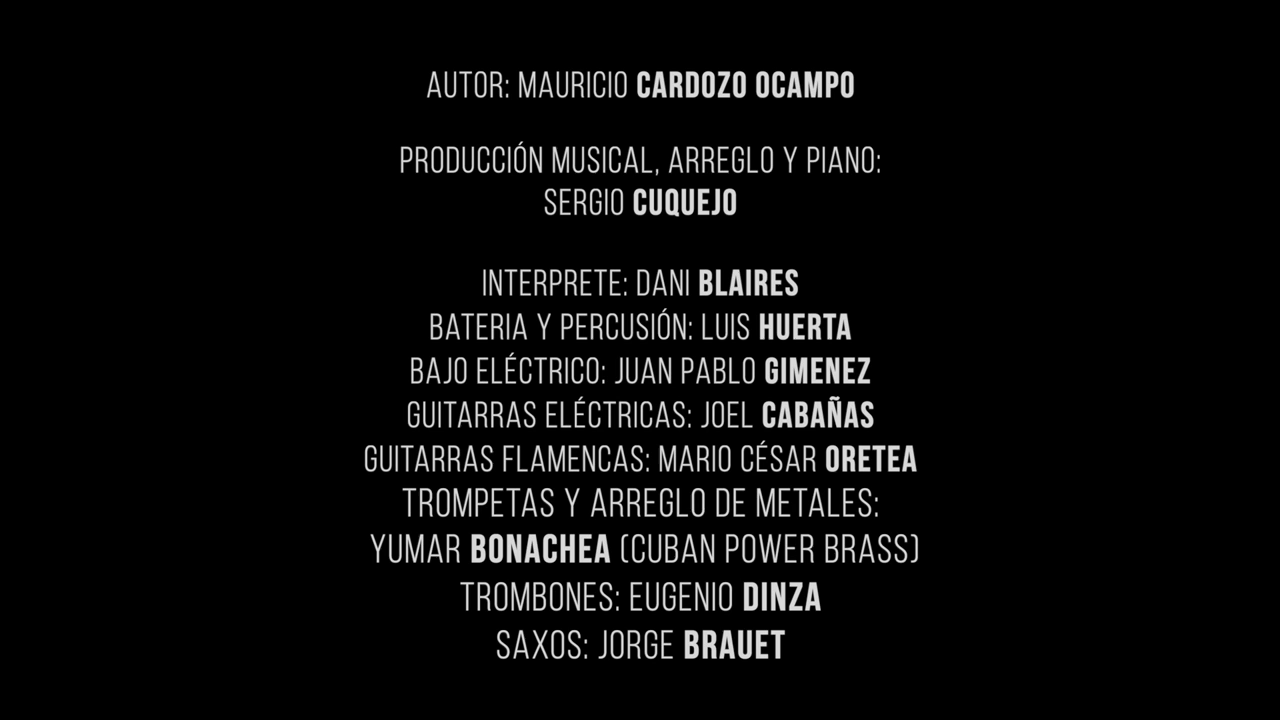 AUTOR: MAURICIO CARDOZO OCAMPO
PRODUCCIÓN MUSICAL, ARREGLO Y PIANO:
SERGIO CUQUEJO
INTERPRETE: DANI BLAIRES
BATERIA Y PERCUSIÓN: LUIS HUERTA
BAJO ELÉCTRICO: JUAN PABLO GIMENEZ
GUITARRAS ELÉCTRICAS: JOEL CABAÑAS
GUITARRAS FLAMENCAS: MARIO CÉSAR ORETEA
TROMPETAS Y ARREGLO DE METALES:
YUMAR BONACHEA (CUBAN POWER BRASS)
TROMBONES: EUGENIO DINZA
SAXOS: JORGE BRAUET